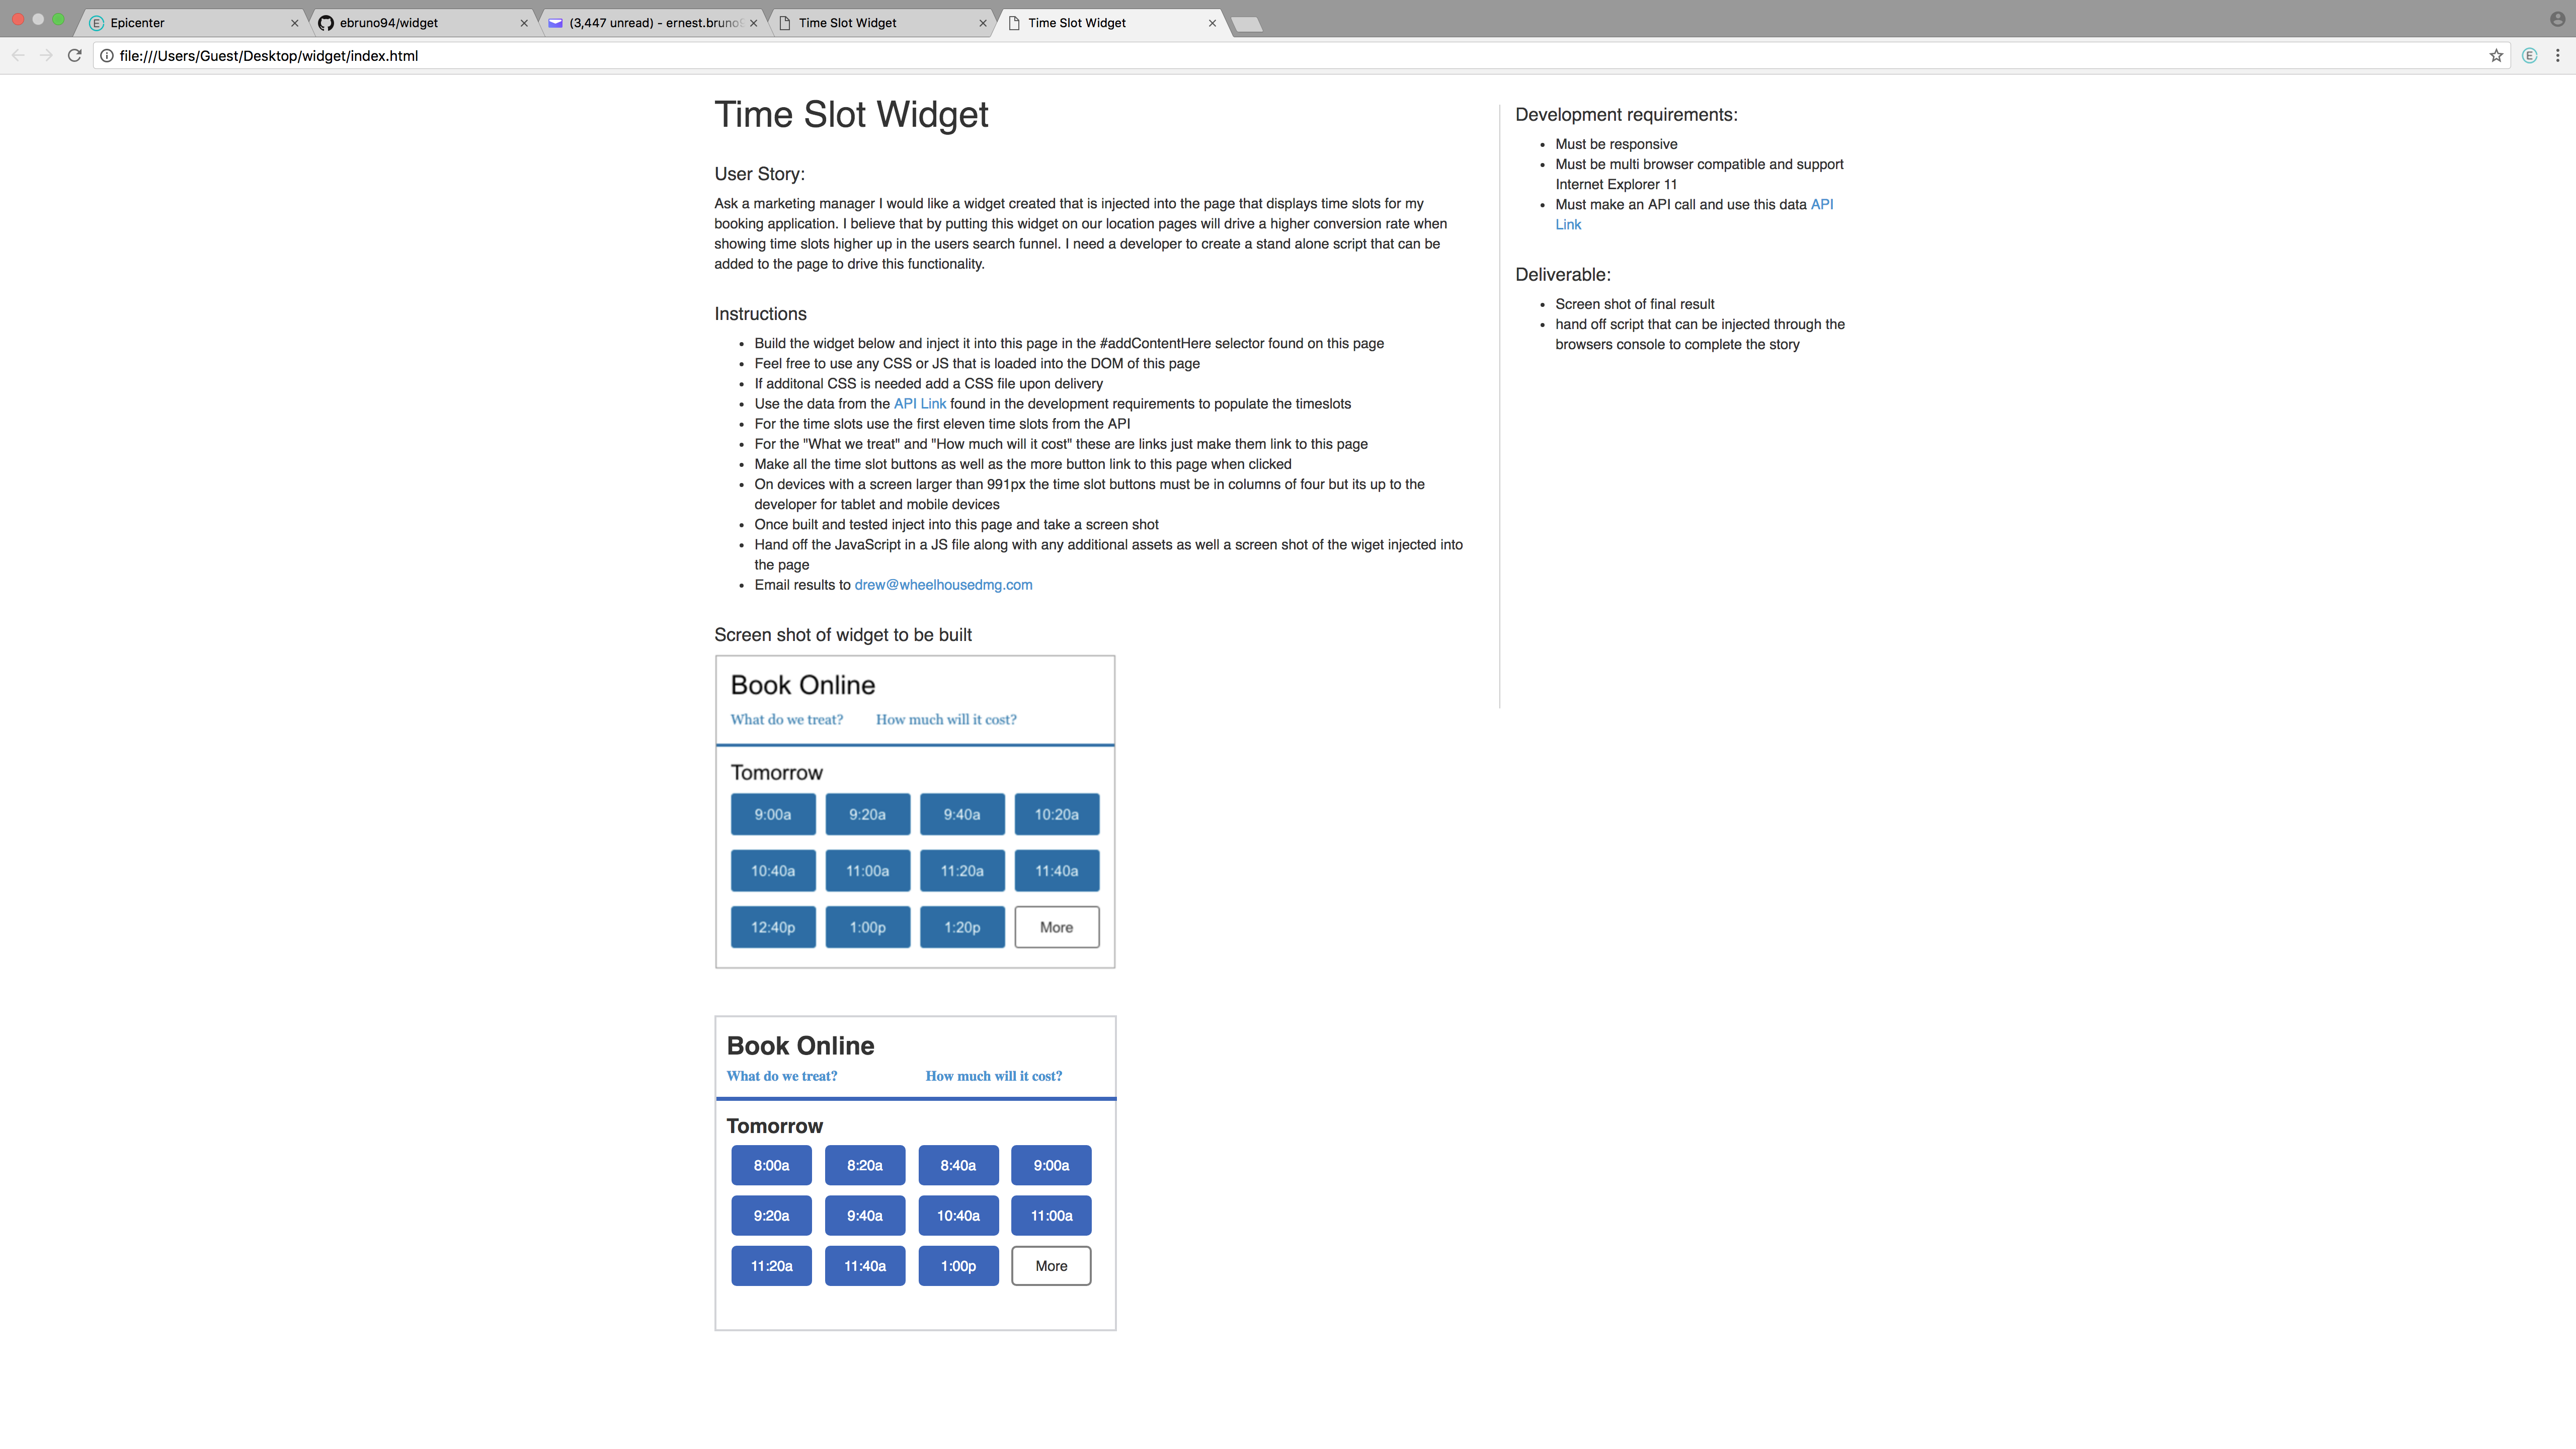 Epicenter
ebruno94/widget
(3,447 unread) - ernest.bruno9
Time Slot Widget
Time Slot Widget
file:///Users/Guest/Desktop/widget/index.html
Time Slot Widget
User Story:
Ask a marketing manager I would like a widget created that is injected into the page that displays time slots for my
booking application. I believe that by putting this widget on our location pages will drive a higher conversion rate when
showing time slots higher up in the users search funnel. I need a developer to create a stand alone script that can be
added to the page to drive this functionality.
Instructions
• Build the widget below and inject it into this page in the #addContentHere selector found on this page
• Feel free to use any CSS or JS that is loaded into the DOM of this page
• If additonal CSS is needed add a CSS file upon delivery
• Use the data from the API Link found in the development requirements to populate the timeslots
• For the time slots use the first eleven time slots from the API
• For the "What we treat" and "How much will it cost" these are links just make them link to this page
• Make all the time slot buttons as well as the more button link to this page when clicked
• On devices with a screen larger than 991px the time slot buttons must be in columns of four but its up to the
developer for tablet and mobile devices
• Once built and tested inject into this page and take a screen shot
• Hand off the JavaScript in a JS file along with any additional assets as well a screen shot of the wiget injected into
the page
• Email results to drew@wheelhousedmg.com
Screen shot of widget to be built
Book Online
What do we treat? How much will it cost?
Tomorrow
9:00a 9:20a 9:40a 10:20a
10:40a 11:00a 11:20a 11:40a
12:40p 1:00p 1:20p More
Book Online
What do we treat? How much will it cost?
Tomorrow
8:00a 8:20a 8:40a 9:00a
9:20a 9:40a 10:40a 11:00a
11:20a 11:40a 1:00p More
Development requirements:
• Must be responsive
• Must be multi browser compatible and support
Internet Explorer 11
• Must make an API call and use this data API
Link
Deliverable:
• Screen shot of final result
• hand off script that can be injected through the
browsers console to complete the story